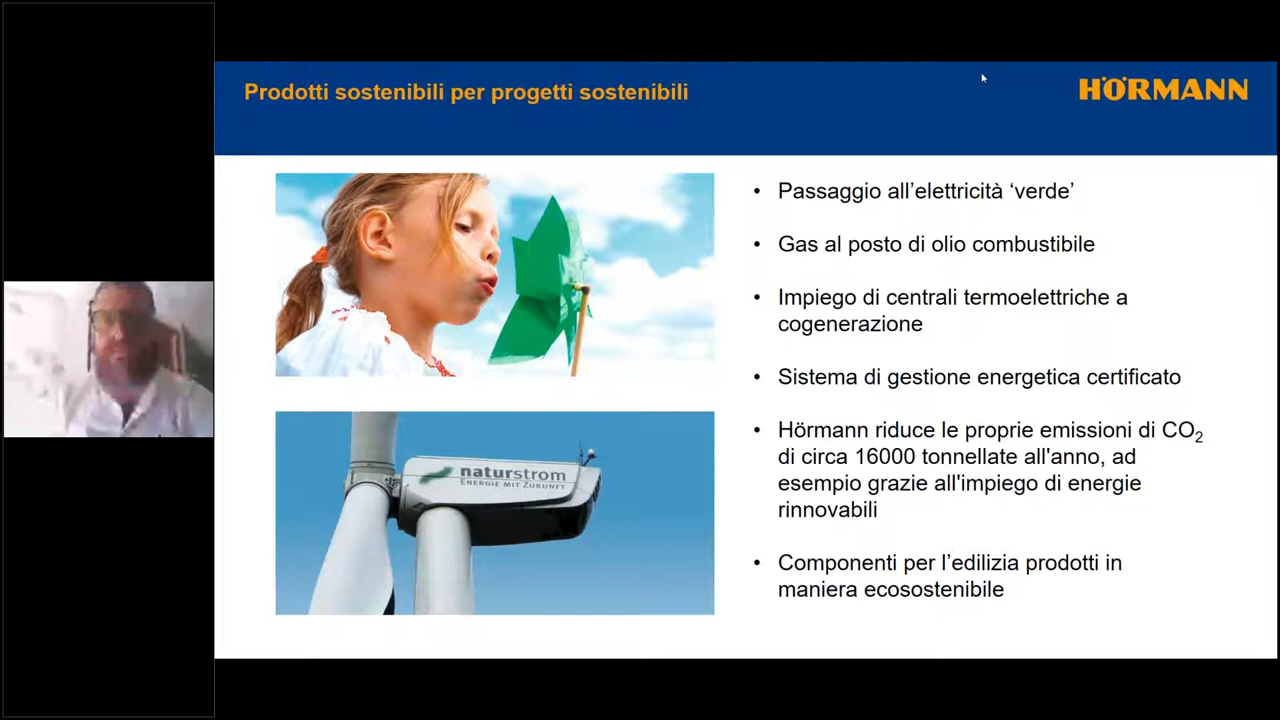 Prodotti sostenibili per progetti sostenibili
HÖRMANN
• Passaggio all’elettricità ‘verde’
• Gas al posto di olio combustibile
• Impiego di centrali termoelettriche a
cogenerazione
• Sistema di gestione energetica certificato
• Hörmann riduce le proprie emissioni di CO₂
di circa 16000 tonnellate all'anno, ad
esempio grazie all'impiego di energie
rinnovabili
• Componenti per l’edilizia prodotti in
maniera ecosostenibile
naturstrom
ENERGIE MIT ZUKUNFT